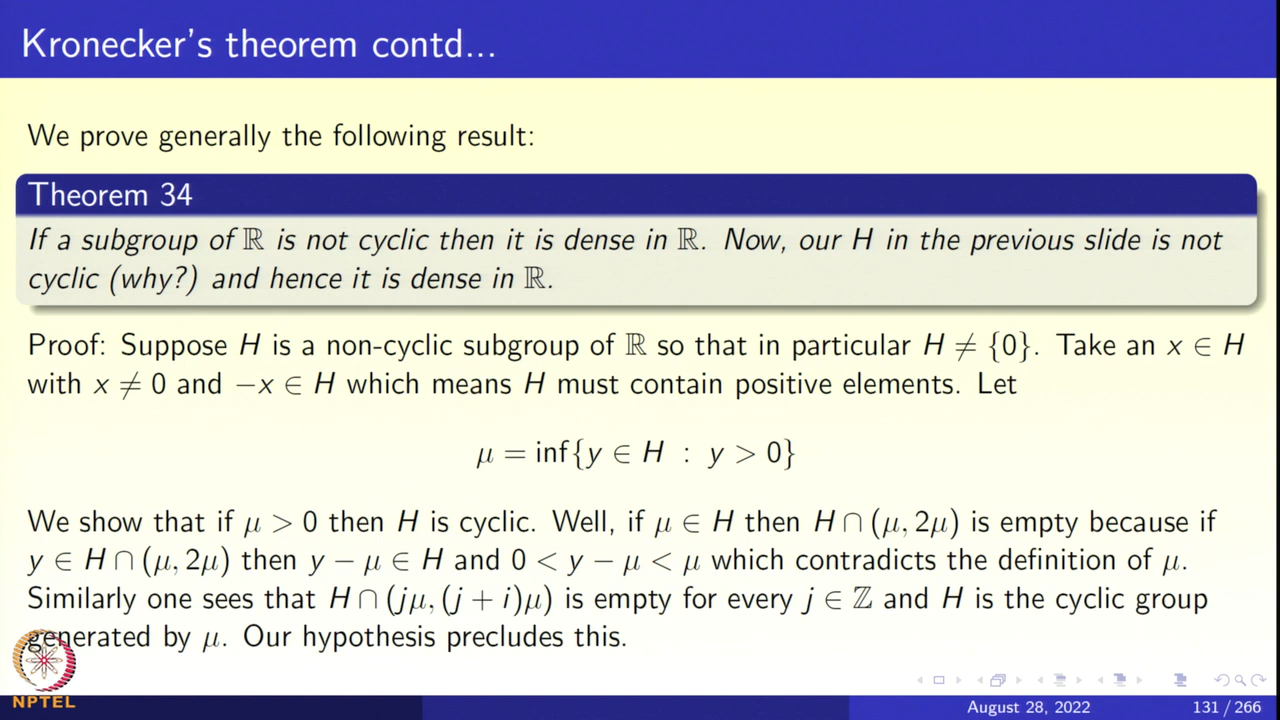 Kronecker's theorem contd...
We prove generally the following result:
Theorem 34
If a subgroup of ℝ is not cyclic then it is dense in ℝ. Now, our H in the previous slide is not
cyclic (why?) and hence it is dense in ℝ.
Proof: Suppose H is a non-cyclic subgroup of ℝ so that in particular H ≠ {0}. Take an x ∈ H
with x ≠ 0 and −x ∈ H which means H must contain positive elements. Let
μ = inf{y ∈ H : y > 0}
We show that if μ > 0 then H is cyclic. Well, if μ ∈ H then H ∩ (μ, 2μ) is empty because if
y ∈ H ∩ (μ, 2μ) then y − μ ∈ H and 0 < y − μ < μ which contradicts the definition of μ.
Similarly one sees that H ∩ (jμ, (j + i)μ) is empty for every j ∈ ℤ and H is the cyclic group
generated by μ. Our hypothesis precludes this.
NPTEL
August 28, 2022 131 / 266